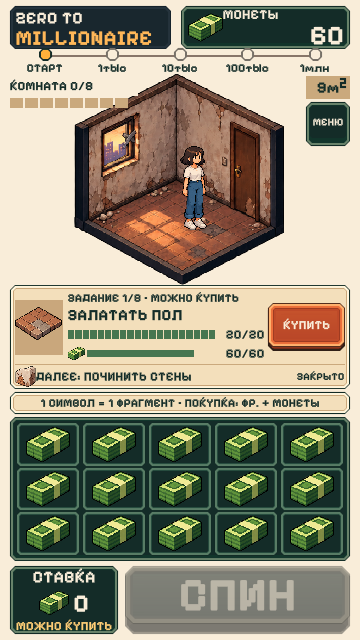 ZERO TO
MILLIONAIRE
МОНЕТЫ
60
СТАРТ
1тыс
10тыс
100тыс
1млн
КОМНАТА 0/8
9м²
МЕНЮ
ЗАДАНИЕ 1/8 · МОЖНО КУПИТЬ
ЗАЛАТАТЬ ПОЛ
20/20
60/60
КУПИТЬ
ДАЛЕЕ: ПОЧИНИТЬ СТЕНЫ
ЗАКРЫТО
1 СИМВОЛ = 1 ФРАГМЕНТ · ПОКУПКА: ФР. + МОНЕТЫ
СТАВКА
0
МОЖНО КУПИТЬ
СПИН